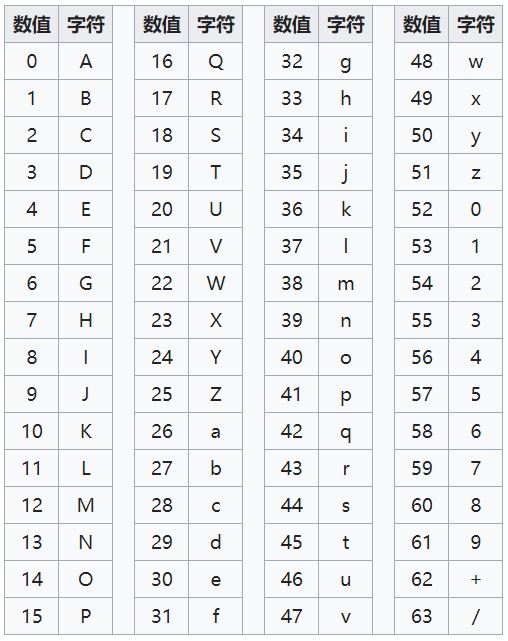 数值 字符 数值 字符 数值 字符 数值 字符
0 A 16 Q 32 g 48 w
1 B 17 R 33 h 49 x
2 C 18 S 34 i 50 y
3 D 19 T 35 j 51 z
4 E 20 U 36 k 52 0
5 F 21 V 37 l 53 1
6 G 22 W 38 m 54 2
7 H 23 X 39 n 55 3
8 I 24 Y 40 o 56 4
9 J 25 Z 41 p 57 5
10 K 26 a 42 q 58 6
11 L 27 b 43 r 59 7
12 M 28 c 44 s 60 8
13 N 29 d 45 t 61 9
14 O 30 e 46 u 62 +
15 P 31 f 47 v 63 /